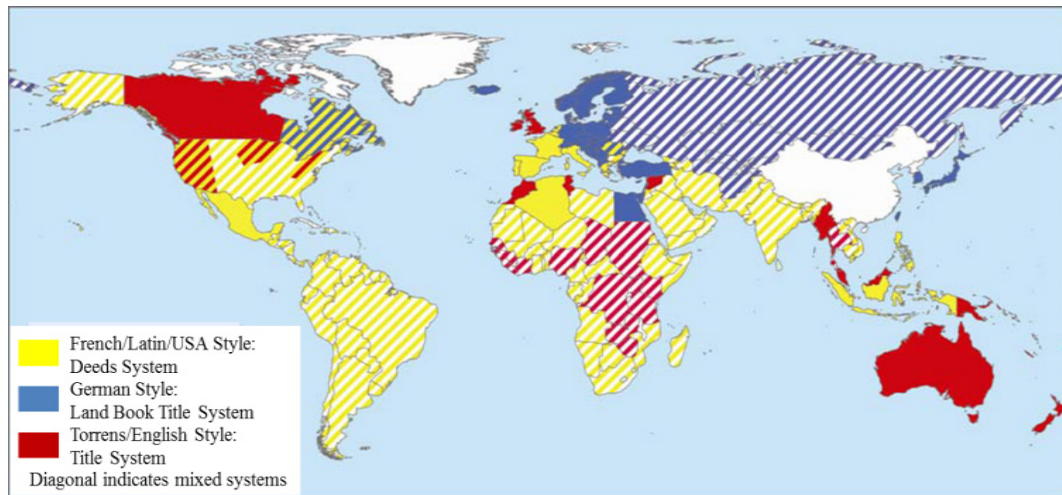 French/Latin/USA Style:
Deeds System
German Style:
Land Book Title System
Torrens/English Style:
Title System
Diagonal indicates mixed systems